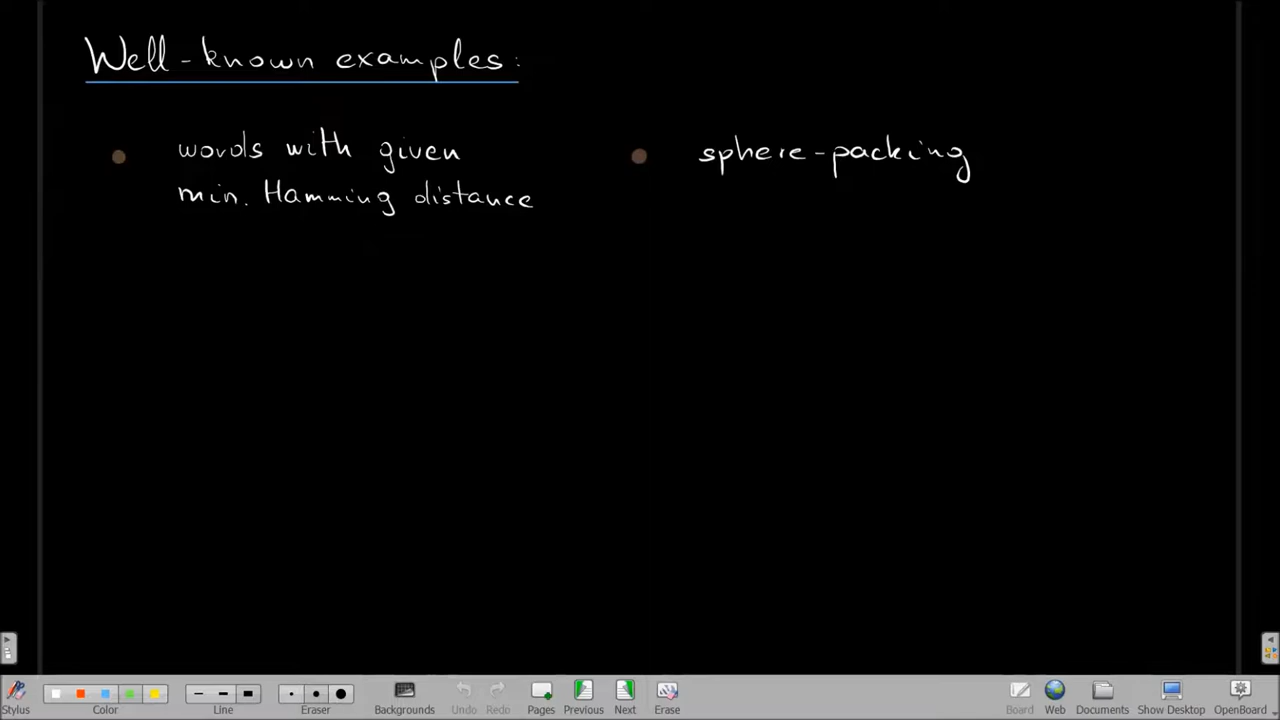 Well-known examples:
words with given
min. Hamming distance
sphere-packing
Stylus
Color
Line
Eraser
Backgrounds
Undo
Redo
Pages
Previous
Next
Erase
Board
Web
Documents
Show Desktop
OpenBoard